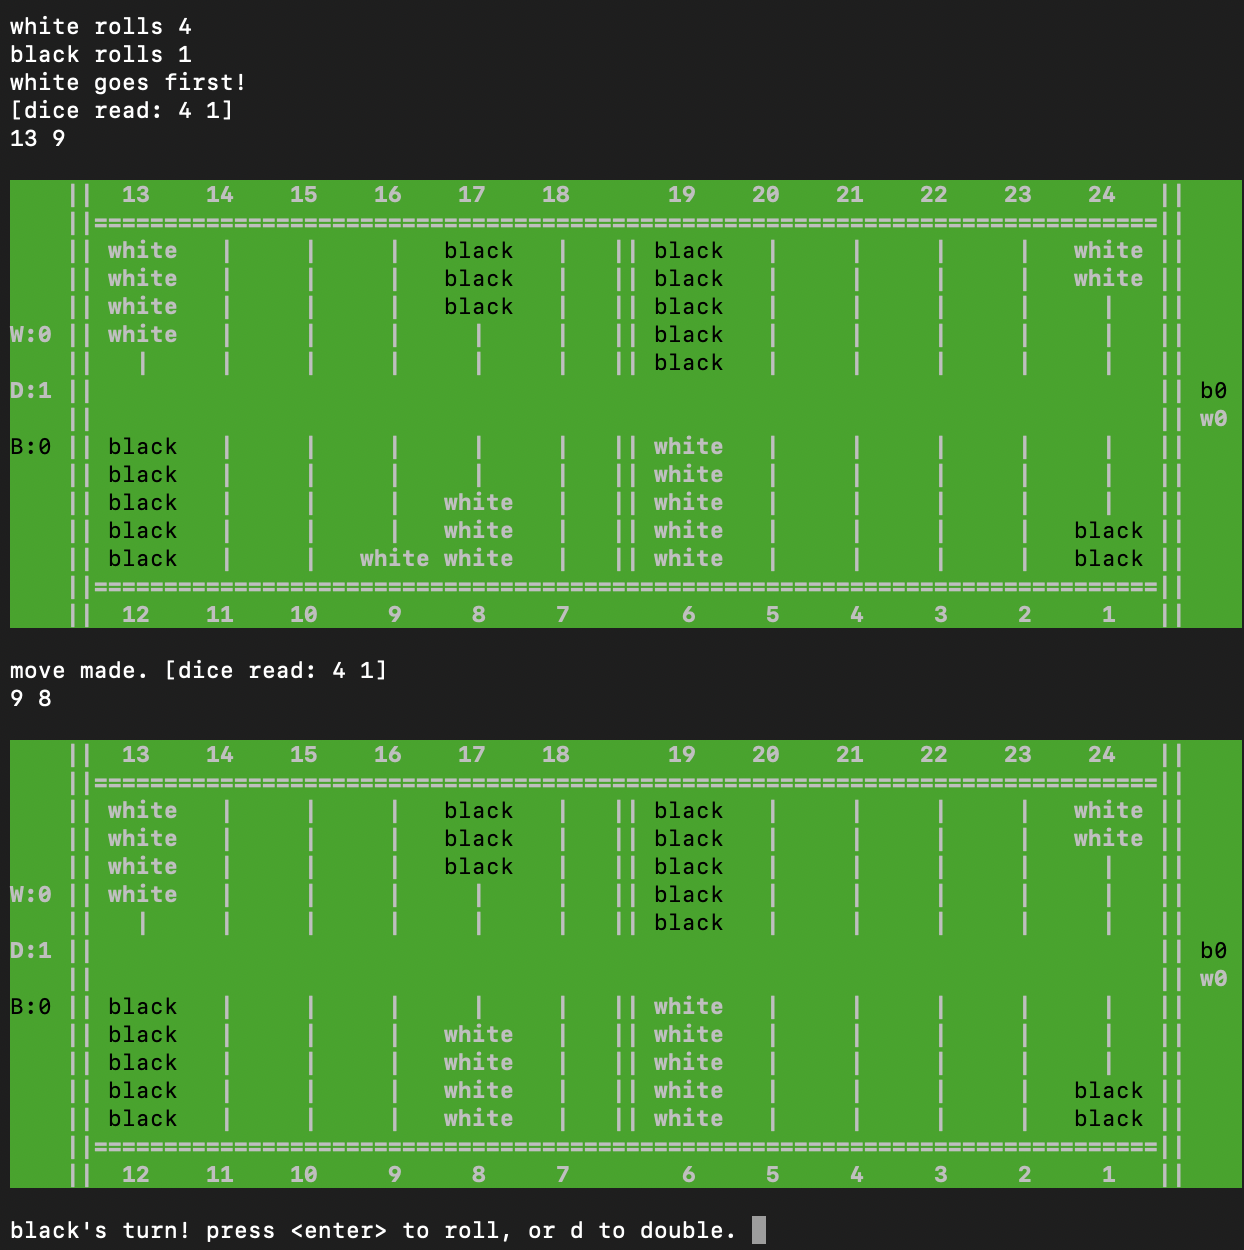 white rolls 4
black rolls 1
white goes first!
[dice read: 4 1]
13 9
|| 13 14 15 16 17 18 19 20 21 22 23 24 ||
||============================================================================||
|| white | | | black | || black | | | | white ||
|| white | | | black | || black | | | | white ||
|| white | | | black | || black | | | | | ||
W:0 || white | | | | | || black | | | | | ||
|| | | | | | | || black | | | | | ||
D:1 || || b0
|| || w0
B:0 || black | | | | | || white | | | | | ||
|| black | | | | | || white | | | | | ||
|| black | | | white | || white | | | | | ||
|| black | | | white | || white | | | | black ||
|| black | | white white | || white | | | | black ||
||============================================================================||
|| 12 11 10 9 8 7 6 5 4 3 2 1 ||
move made. [dice read: 4 1]
9 8
|| 13 14 15 16 17 18 19 20 21 22 23 24 ||
||============================================================================||
|| white | | | black | || black | | | | white ||
|| white | | | black | || black | | | | white ||
|| white | | | black | || black | | | | | ||
W:0 || white | | | | | || black | | | | | ||
|| | | | | | | || black | | | | | ||
D:1 || || b0
|| || w0
B:0 || black | | | | | || white | | | | | ||
|| black | | | white | || white | | | | | ||
|| black | | | white | || white | | | | | ||
|| black | | | white | || white | | | | black ||
|| black | | | white | || white | | | | black ||
||============================================================================||
|| 12 11 10 9 8 7 6 5 4 3 2 1 ||
black's turn! press <enter> to roll, or d to double.